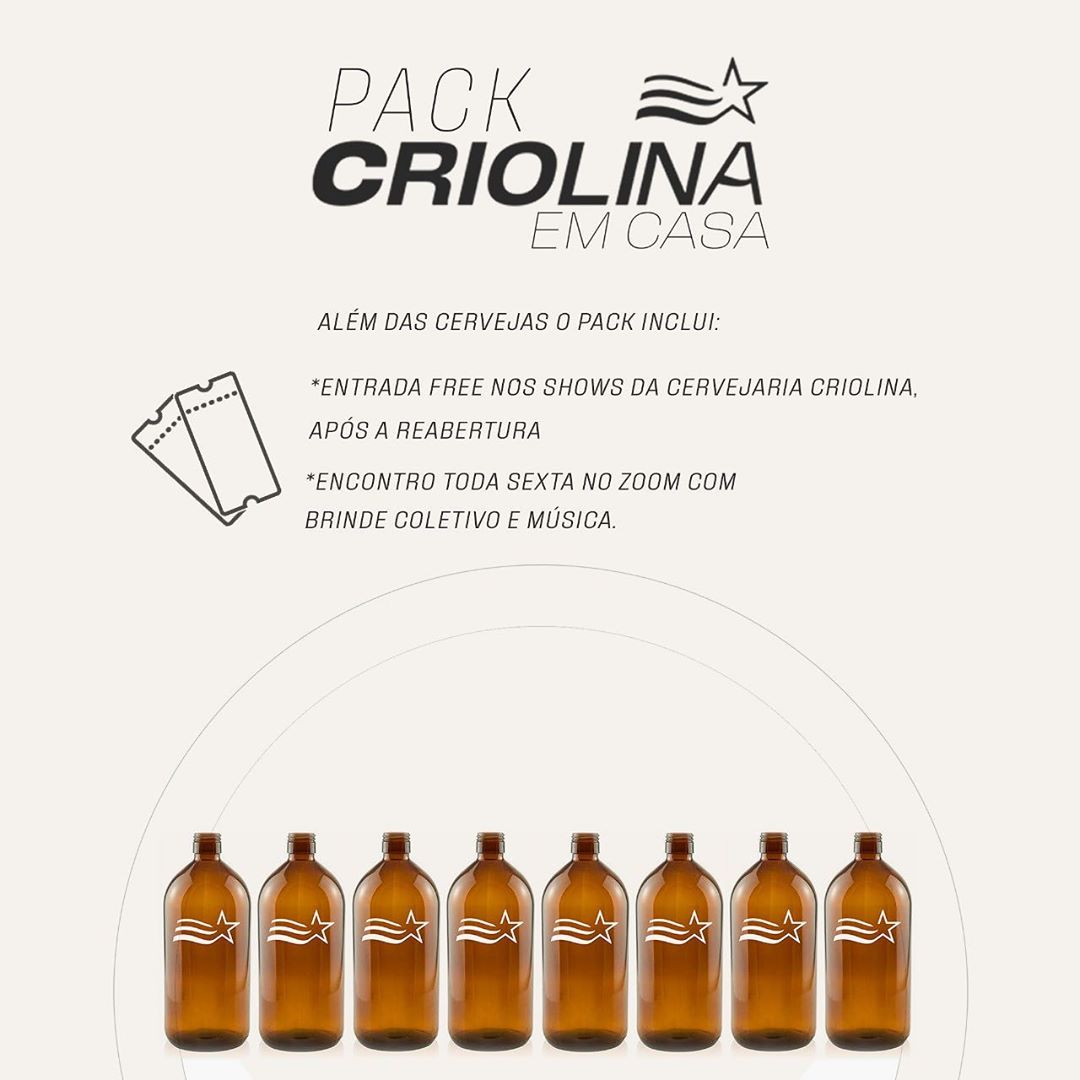 PACK
CRIOLINA
EM CASA
ALÉM DAS CERVEJAS O PACK INCLUI:
*ENTRADA FREE NOS SHOWS DA CERVEJARIA CRIOLINA,
APÓS A REABERTURA
*ENCONTRO TODA SEXTA NO ZOOM COM
BRINDE COLETIVO E MÚSICA.